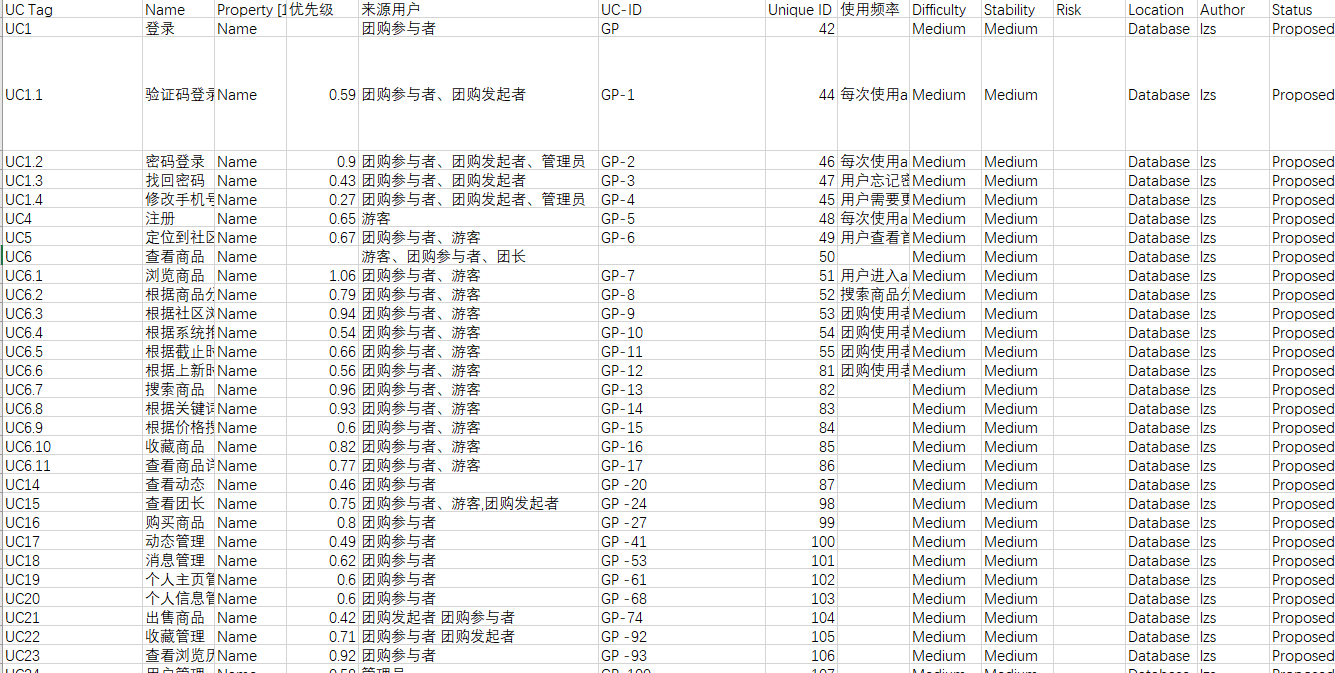 UC Tag Name Property [1 优先级 来源用户 UC-ID Unique ID 使用频率 Difficulty Stability Risk Location Author Status
UC1 登录 Name 团购参与者 GP 42 Medium Medium Database lzs Proposed
UC1.1 验证码登录 Name 0.59 团购参与者、团购发起者 GP-1 44 每次使用a Medium Medium Database lzs Proposed
UC1.2 密码登录 Name 0.9 团购参与者、团购发起者、管理员 GP-2 46 每次使用a Medium Medium Database lzs Proposed
UC1.3 找回密码 Name 0.43 团购参与者、团购发起者 GP-3 47 用户忘记密 Medium Medium Database lzs Proposed
UC1.4 修改手机号 Name 0.27 团购参与者、团购发起者、管理员 GP-4 45 用户需要更 Medium Medium Database lzs Proposed
UC4 注册 Name 0.65 游客 GP-5 48 每次使用a Medium Medium Database lzs Proposed
UC5 定位到社区 Name 0.67 团购参与者、游客 GP-6 49 用户查看首 Medium Medium Database lzs Proposed
UC6 查看商品 Name 游客、团购参与者、团长 50 Medium Medium Database lzs Proposed
UC6.1 浏览商品 Name 1.06 团购参与者、游客 GP-7 51 用户进入a Medium Medium Database lzs Proposed
UC6.2 根据商品分 Name 0.79 团购参与者、游客 GP-8 52 搜索商品分 Medium Medium Database lzs Proposed
UC6.3 根据社区浏 Name 0.94 团购参与者、游客 GP-9 53 团购使用者 Medium Medium Database lzs Proposed
UC6.4 根据系统推 Name 0.54 团购参与者、游客 GP-10 54 团购使用者 Medium Medium Database lzs Proposed
UC6.5 根据截止时 Name 0.66 团购参与者、游客 GP-11 55 团购使用者 Medium Medium Database lzs Proposed
UC6.6 根据上新时 Name 0.56 团购参与者、游客 GP-12 81 团购使用者 Medium Medium Database lzs Proposed
UC6.7 搜索商品 Name 0.96 团购参与者、游客 GP-13 82 Medium Medium Database lzs Proposed
UC6.8 根据关键词 Name 0.93 团购参与者、游客 GP-14 83 Medium Medium Database lzs Proposed
UC6.9 根据价格搜 Name 0.6 团购参与者、游客 GP-15 84 Medium Medium Database lzs Proposed
UC6.10 收藏商品 Name 0.82 团购参与者、游客 GP-16 85 Medium Medium Database lzs Proposed
UC6.11 查看商品详 Name 0.77 团购参与者、游客 GP-17 86 Medium Medium Database lzs Proposed
UC14 查看动态 Name 0.46 团购参与者 GP -20 87 Medium Medium Database lzs Proposed
UC15 查看团长 Name 0.75 团购参与者、游客,团购发起者 GP -24 98 Medium Medium Database lzs Proposed
UC16 购买商品 Name 0.8 团购参与者 GP -27 99 Medium Medium Database lzs Proposed
UC17 动态管理 Name 0.49 团购参与者 GP -41 100 Medium Medium Database lzs Proposed
UC18 消息管理 Name 0.62 团购参与者 GP -53 101 Medium Medium Database lzs Proposed
UC19 个人主页管 Name 0.6 团购参与者 GP -61 102 Medium Medium Database lzs Proposed
UC20 个人信息管 Name 0.6 团购参与者 GP -68 103 Medium Medium Database lzs Proposed
UC21 出售商品 Name 0.42 团购发起者 团购参与者 GP-74 104 Medium Medium Database lzs Proposed
UC22 收藏管理 Name 0.71 团购参与者 团购发起者 GP -92 105 Medium Medium Database lzs Proposed
UC23 查看浏览历 Name 0.92 团购参与者 GP -93 106 Medium Medium Database lzs Proposed